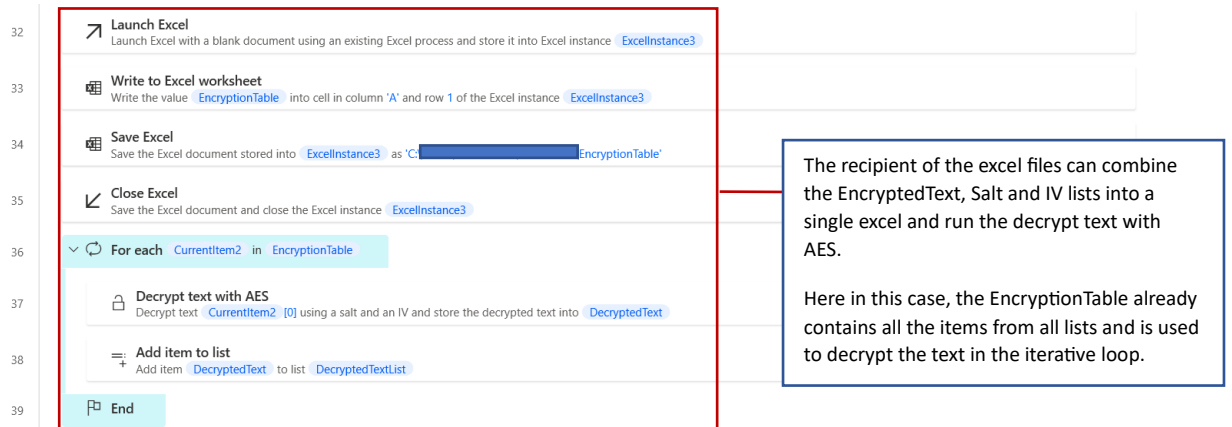 32
Launch Excel
Launch Excel with a blank document using an existing Excel process and store it into Excel instance ExcelInstance3
33
Write to Excel worksheet
Write the value EncryptionTable into cell in column 'A' and row 1 of the Excel instance ExcelInstance3
34
Save Excel
Save the Excel document stored into ExcelInstance3 as 'C:\ EncryptionTable'
35
Close Excel
Save the Excel document and close the Excel instance ExcelInstance3
36
For each CurrentItem2 in EncryptionTable
37
Decrypt text with AES
Decrypt text CurrentItem2 [0] using a salt and an IV and store the decrypted text into DecryptedText
38
Add item to list
Add item DecryptedText to list DecryptedTextList
39
End
The recipient of the excel files can combine
the EncryptedText, Salt and IV lists into a
single excel and run the decrypt text with
AES.
Here in this case, the EncryptionTable already
contains all the items from all lists and is used
to decrypt the text in the iterative loop.